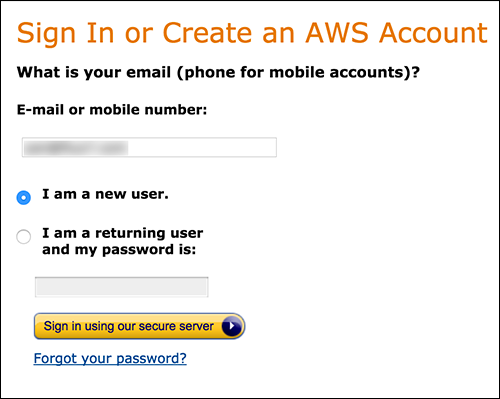 Sign In or Create an AWS Account
What is your email (phone for mobile accounts)?
E-mail or mobile number:
I am a new user.
I am a returning user
and my password is:
Sign in using our secure server
Forgot your password?